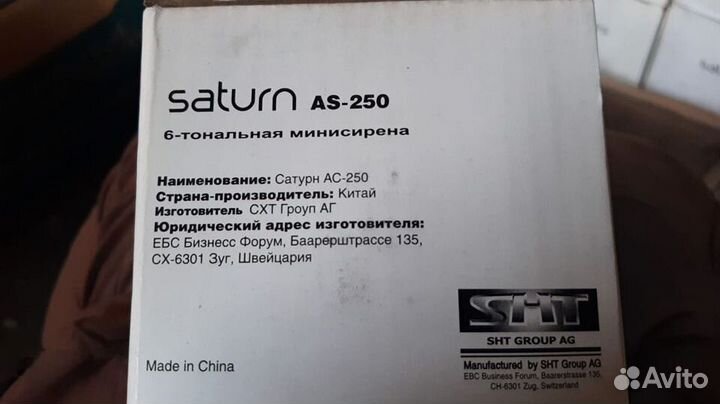 saturn AS-250
6-тональная минисирена
Наименование: Сатурн АС-250
Страна-производитель: Китай
Изготовитель СХТ Гроуп АГ
Юридический адрес изготовителя:
ЕБС Бизнесс Форум, Баарерштрассе 135,
СХ-6301 Зуг, Швейцария
SHT
SHT GROUP AG
Made in China
Manufactured by SHT Group AG
EBC Business Forum, Baarerstrasse 135,
CH-6301 Zug, Switzerland
Avito